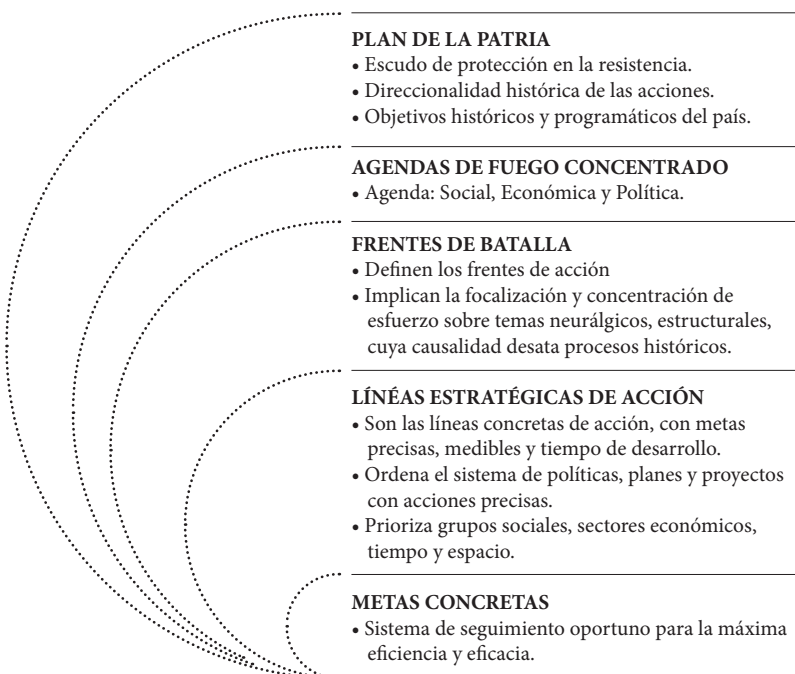 PLAN DE LA PATRIA
• Escudo de protección en la resistencia.
• Direccionalidad histórica de las acciones.
• Objetivos históricos y programáticos del país.
AGENDAS DE FUEGO CONCENTRADO
• Agenda: Social, Económica y Política.
FRENTES DE BATALLA
• Definen los frentes de acción
• Implican la focalización y concentración de
esfuerzo sobre temas neurálgicos, estructurales,
cuya causalidad desata procesos históricos.
LÍNÉAS ESTRATÉGICAS DE ACCIÓN
• Son las líneas concretas de acción, con metas
precisas, medibles y tiempo de desarrollo.
• Ordena el sistema de políticas, planes y proyectos
con acciones precisas.
• Prioriza grupos sociales, sectores económicos,
tiempo y espacio.
METAS CONCRETAS
• Sistema de seguimiento oportuno para la máxima
eficiencia y eficacia.